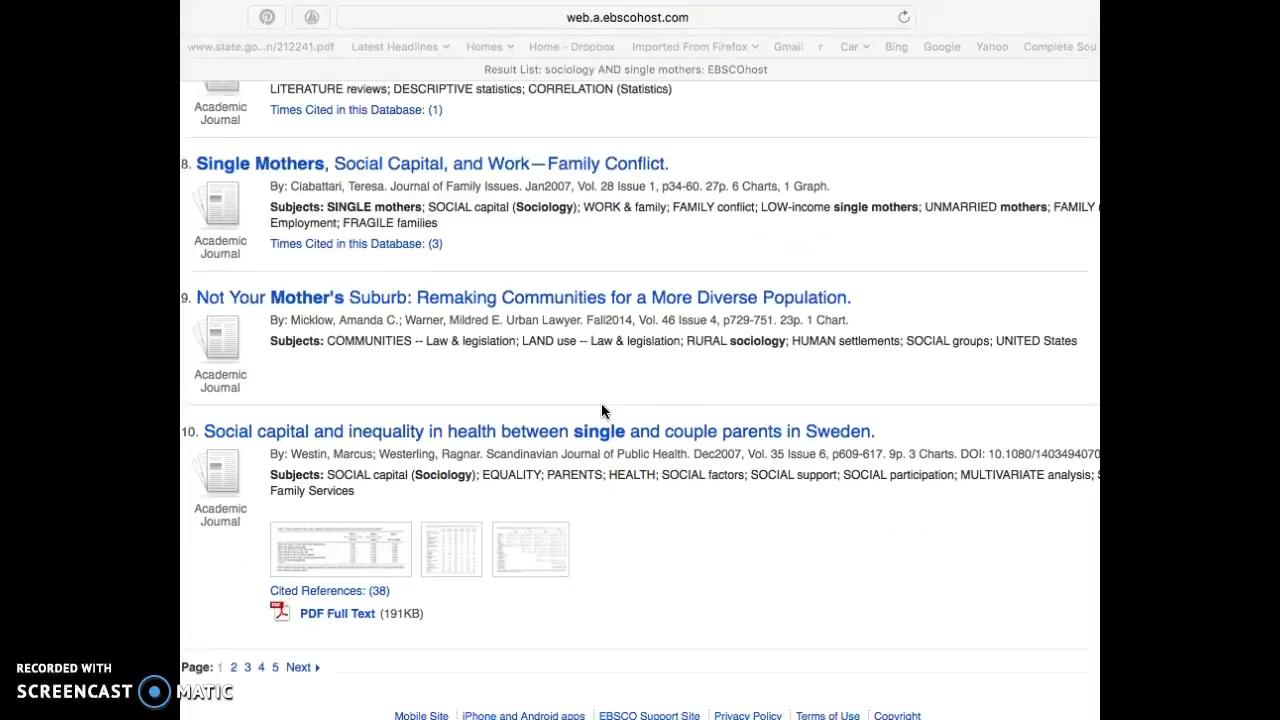 web.a.ebscohost.com
www.state.go...n/212241.pdf Latest Headlines Homes Home - Dropbox Imported From Firefox Gmail r Car Bing Google Yahoo Complete Sou
Result List: sociology AND single mothers: EBSCOhost
LITERATURE reviews; DESCRIPTIVE statistics; CORRELATION (Statistics)
Academic
Journal
Times Cited in this Database: (1)
8. Single Mothers, Social Capital, and Work—Family Conflict.
By: Ciabattari, Teresa. Journal of Family Issues. Jan2007, Vol. 28 Issue 1, p34-60. 27p. 6 Charts, 1 Graph.
Subjects: SINGLE mothers; SOCIAL capital (Sociology); WORK & family; FAMILY conflict; LOW-income single mothers; UNMARRIED mothers; FAMILY
Employment; FRAGILE families
Academic
Journal
Times Cited in this Database: (3)
9. Not Your Mother's Suburb: Remaking Communities for a More Diverse Population.
By: Micklow, Amanda C.; Warner, Mildred E. Urban Lawyer. Fall2014, Vol. 46 Issue 4, p729-751. 23p. 1 Chart.
Subjects: COMMUNITIES -- Law & legislation; LAND use -- Law & legislation; RURAL sociology; HUMAN settlements; SOCIAL groups; UNITED States
Academic
Journal
10. Social capital and inequality in health between single and couple parents in Sweden.
By: Westin, Marcus; Westerling, Ragnar. Scandinavian Journal of Public Health. Dec2007, Vol. 35 Issue 6, p609-617. 9p. 3 Charts. DOI: 10.1080/1403494070
Subjects: SOCIAL capital (Sociology); EQUALITY; PARENTS; HEALTH; SOCIAL factors; SOCIAL support; SOCIAL participation; MULTIVARIATE analysis;
Family Services
Academic
Journal
Cited References: (38)
PDF Full Text (191KB)
Page: 1 2 3 4 5 Next
Mobile Site iPhone and Android apps EBSCO Support Site Privacy Policy Terms of Use Copyright
RECORDED WITH
SCREENCAST MATIC